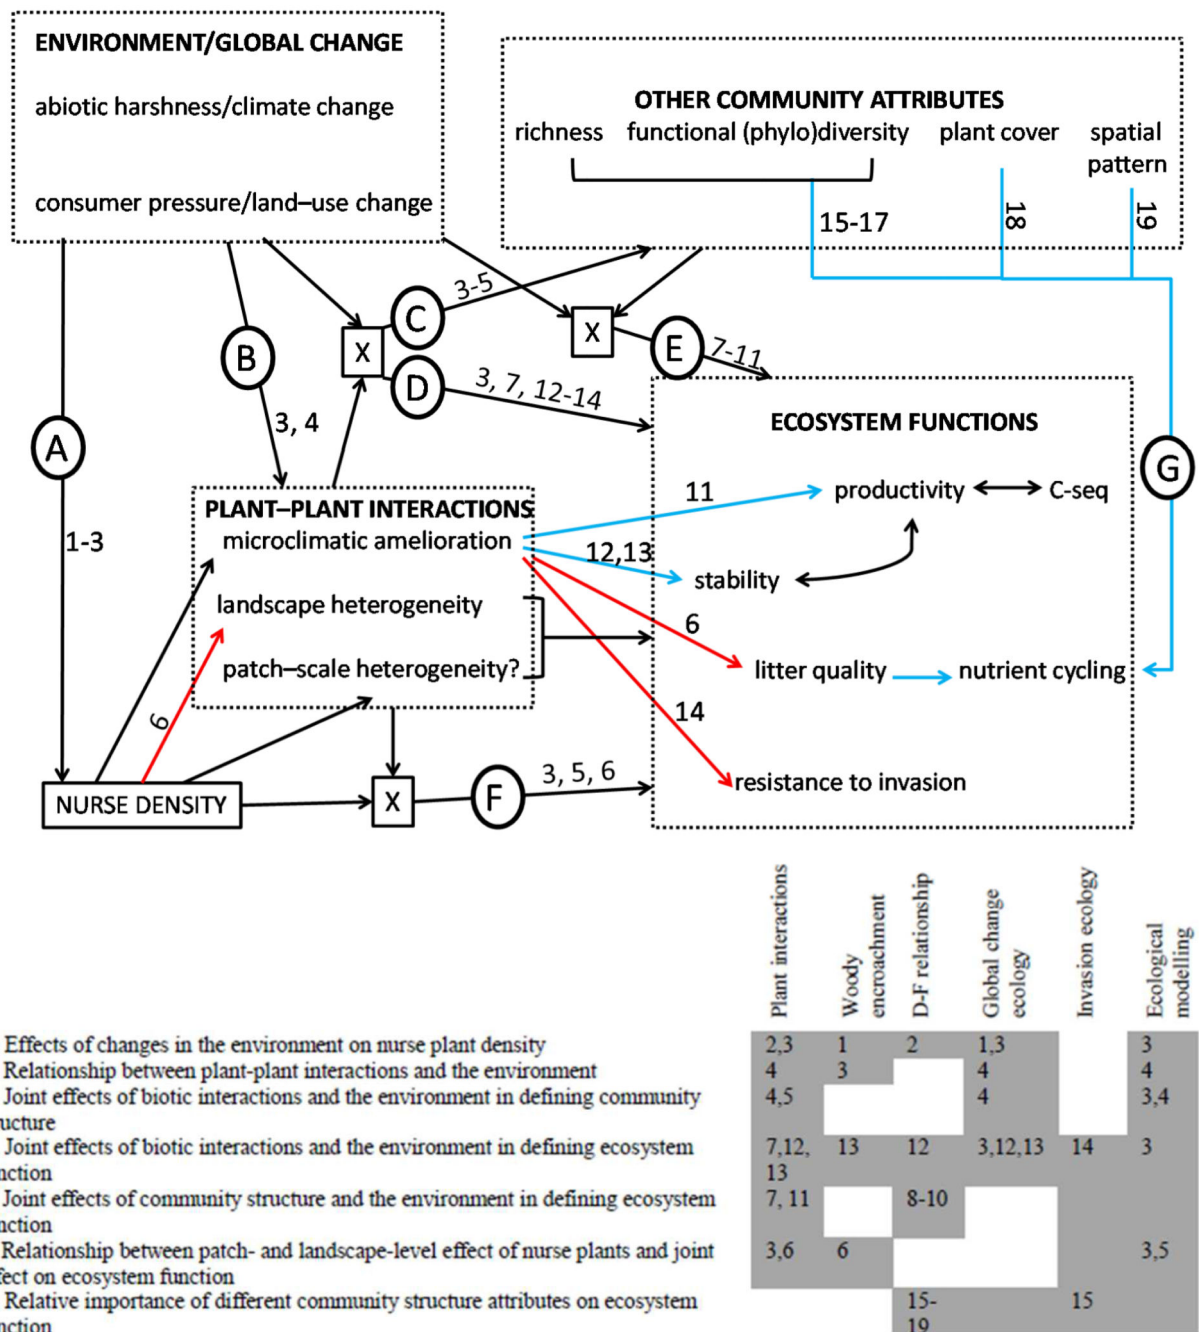 ENVIRONMENT/GLOBAL CHANGE
abiotic harshness/climate change
consumer pressure/land–use change
OTHER COMMUNITY ATTRIBUTES
richness functional (phylo)diversity plant cover spatial
pattern
15-17
18
19
3-5
C
X
X
B
D
E
7-11
3, 7, 12-14
3, 4
A
1-3
ECOSYSTEM FUNCTIONS
G
PLANT–PLANT INTERACTIONS
microclimatic amelioration
landscape heterogeneity
patch–scale heterogeneity?
11
12,13
6
14
productivity C-seq
stability
litter quality nutrient cycling
resistance to invasion
6
NURSE DENSITY
X
F
3, 5, 6
Plant interactions
Woody
encroachment
D-F relationship
Global change
ecology
Invasion ecology
Ecological
modelling
Effects of changes in the environment on nurse plant density 2,3 1 2 1,3 3
Relationship between plant-plant interactions and the environment 4 3 4 4
Joint effects of biotic interactions and the environment in defining community 4,5 4 3,4
ucture
Joint effects of biotic interactions and the environment in defining ecosystem 7,12, 13 12 3,12,13 14 3
nction 13
Joint effects of community structure and the environment in defining ecosystem 7, 11 8-10
nction
Relationship between patch- and landscape-level effect of nurse plants and joint 3,6 6 3,5
fect on ecosystem function
Relative importance of different community structure attributes on ecosystem 15- 15
nction 19